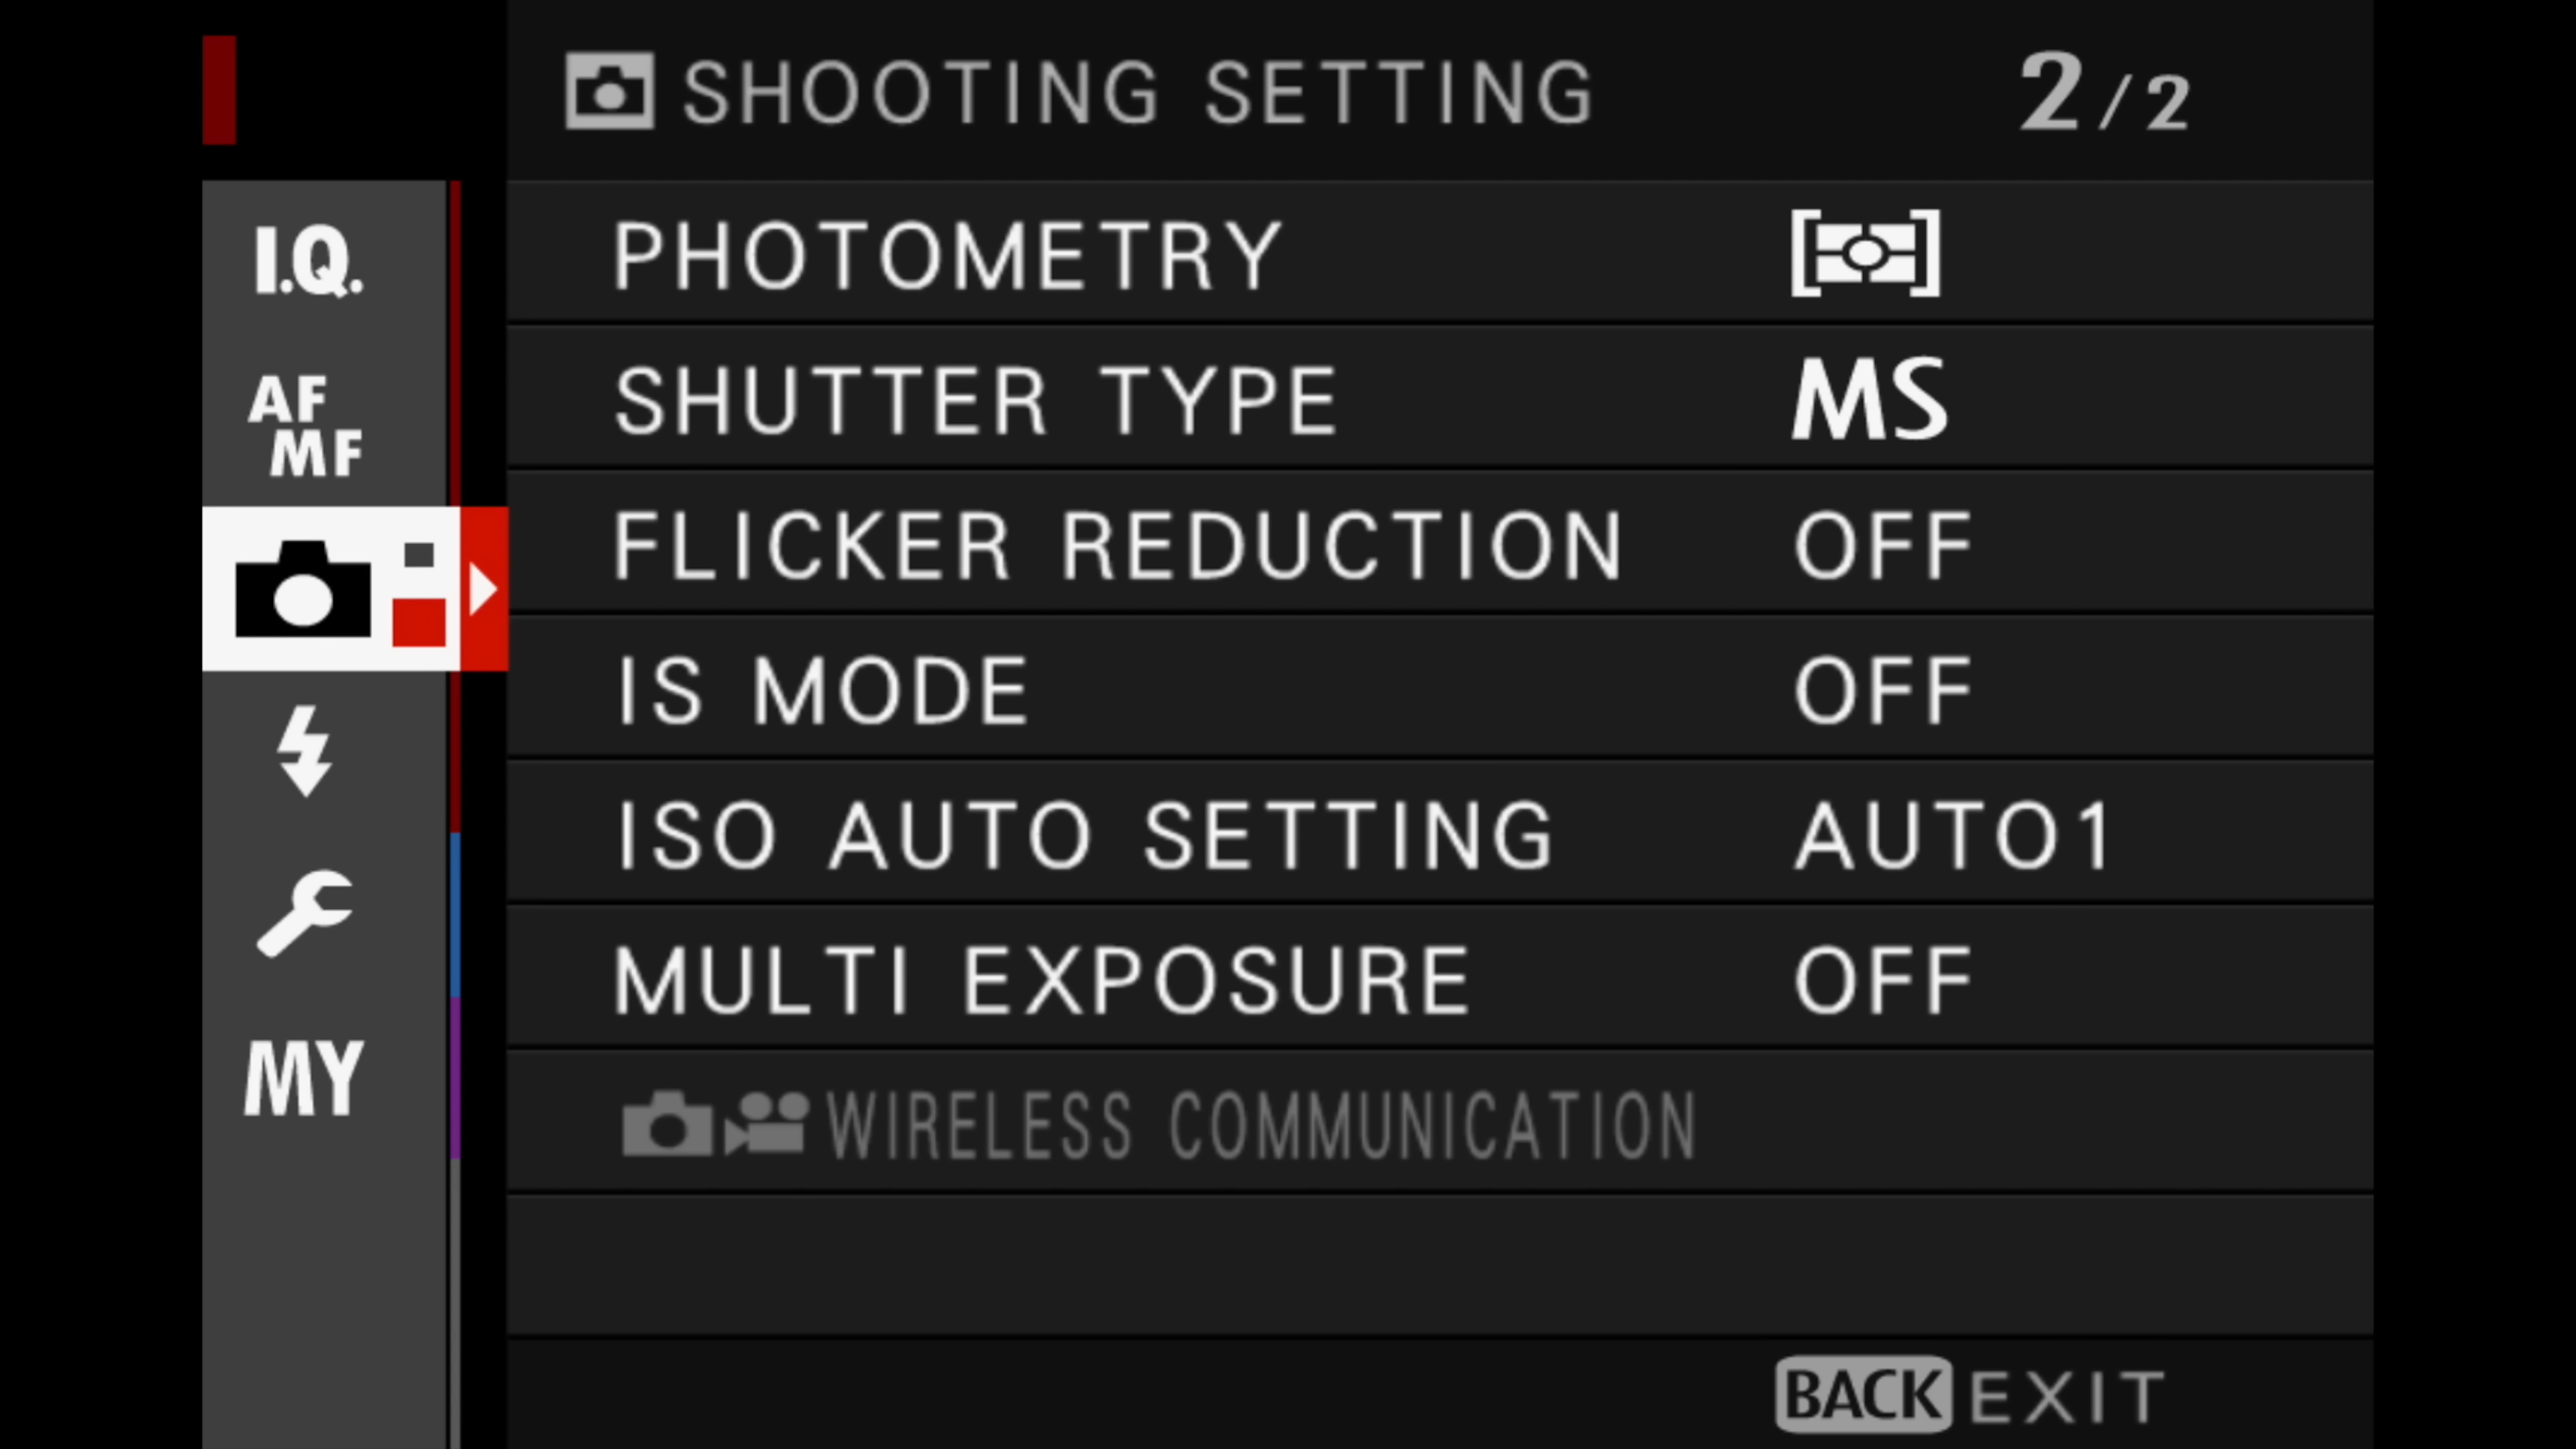 SHOOTING SETTING 2/2
I.Q.
AF
MF
MY
PHOTOMETRY
SHUTTER TYPE MS
FLICKER REDUCTION OFF
IS MODE OFF
ISO AUTO SETTING AUTO1
MULTI EXPOSURE OFF
WIRELESS COMMUNICATION
BACK EXIT